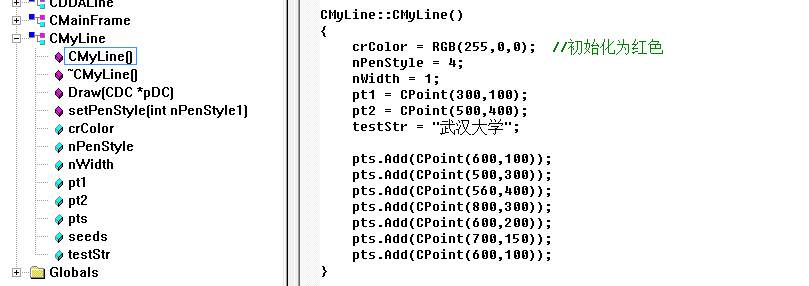 CDDALine
CMainFrame
CMyLine
CMyLine()
~CMyLine()
Draw(CDC *pDC)
setPenStyle(int nPenStyle1)
crColor
nPenStyle
nWidth
pt1
pt2
pts
seeds
testStr
Globals
CMyLine::CMyLine()
{
crColor = RGB(255,0,0);  //初始化为红色
nPenStyle = 4;
nWidth = 1;
pt1 = CPoint(300,100);
pt2 = CPoint(500,400);
testStr = "武汉大学";
pts.Add(CPoint(600,100));
pts.Add(CPoint(500,300));
pts.Add(CPoint(560,400));
pts.Add(CPoint(800,300));
pts.Add(CPoint(600,200));
pts.Add(CPoint(700,150));
pts.Add(CPoint(600,100));
}